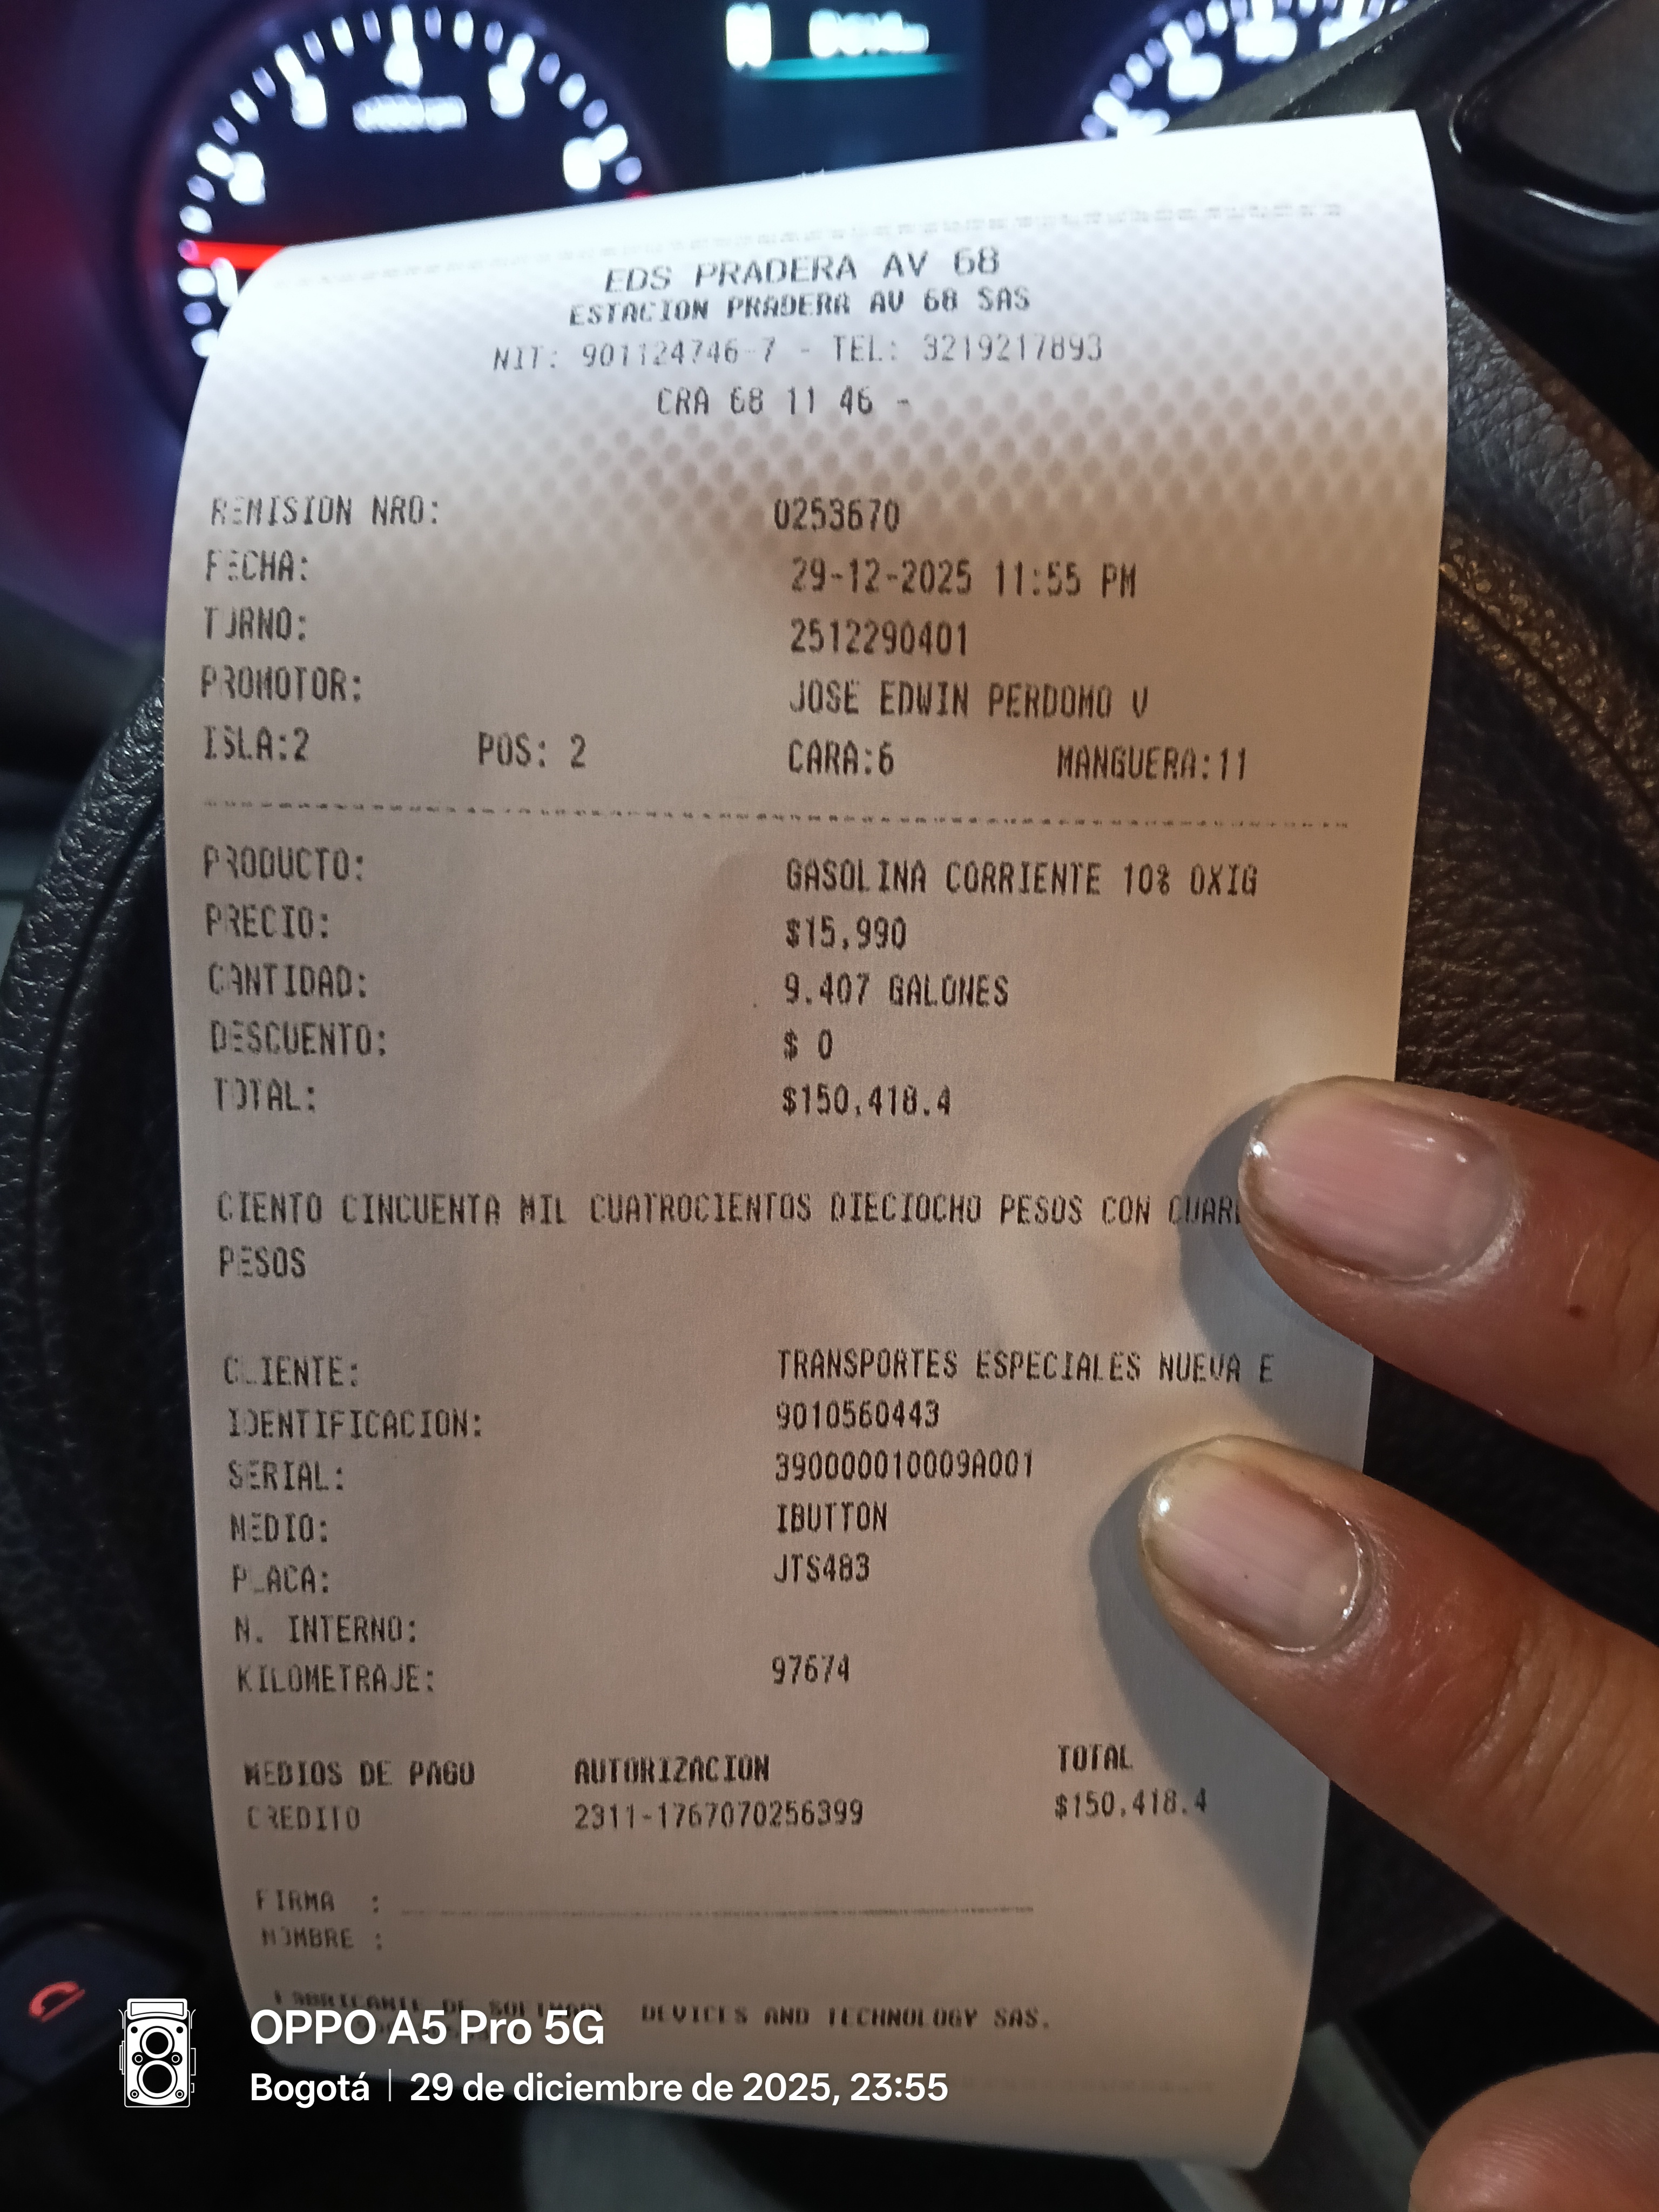 EDS PRADERA AV 68
ESTACION PRADERA AV 68 SAS
NIT: 901124746-7 - TEL: 3219217893
CRA 68 11 46 -
REMISION NRO: 0253670
FECHA: 29-12-2025 11:55 PM
TURNO: 2512290401
PROMOTOR: JOSE EDWIN PERDOMO V
ISLA:2 POS: 2 CARA:6 MANGUERA:11
PRODUCTO: GASOLINA CORRIENTE 10% OXIG
PRECIO: $15,990
CANTIDAD: 9.407 GALONES
DESCUENTO: $ 0
TOTAL: $150,418.4
CIENTO CINCUENTA MIL CUATROCIENTOS DIECIOCHO PESOS CON
PESOS
CLIENTE: TRANSPORTES ESPECIALES NUEVA E
IDENTIFICACION: 9010560443
SERIAL: 390000010009A001
MEDIO: IBUTTON
PLACA: JTS483
N. INTERNO:
KILOMETRAJE: 97674
MEDIOS DE PAGO AUTORIZACION TOTAL
CREDITO 2311-1767070256399 $150,418.4
FIRMA :
NOMBRE :
FABRICANTE DE SOFTWARE DEVICES AND TECHNOLOGY SAS.
OPPO A5 Pro 5G
Bogotá | 29 de diciembre de 2025, 23:55